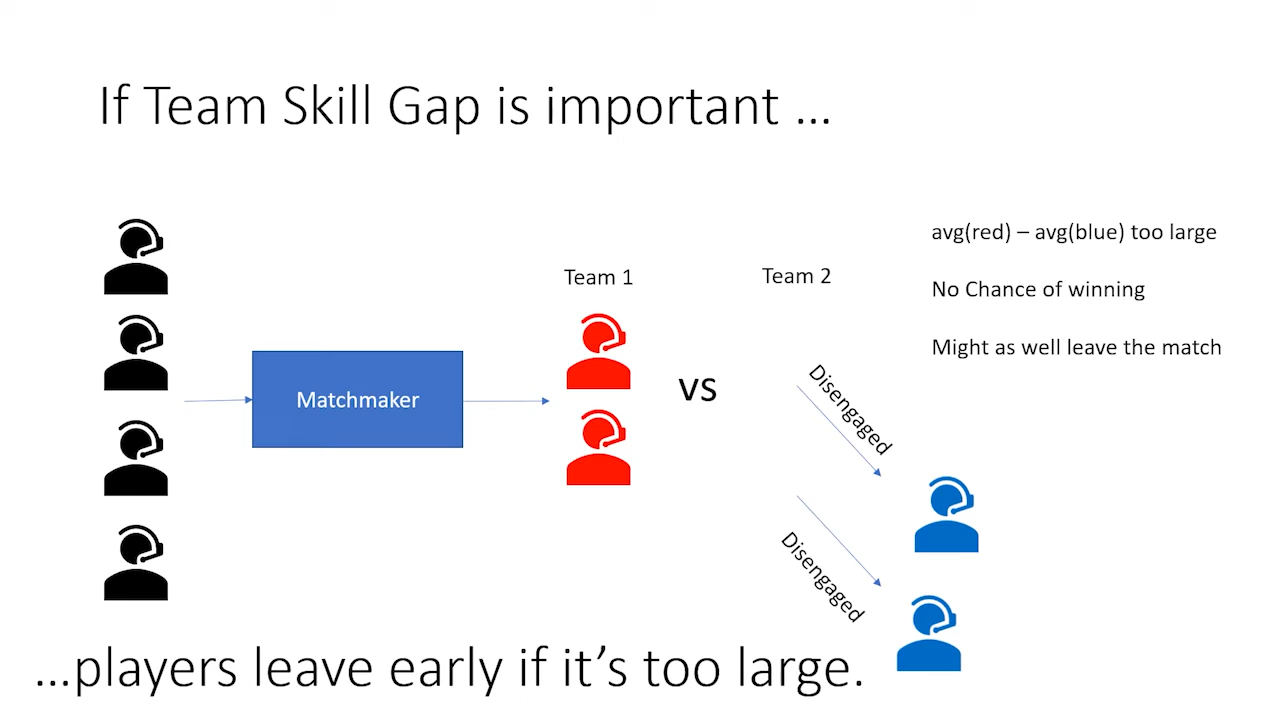 If Team Skill Gap is important ...
avg(red) – avg(blue) too large
Team 1
Team 2
No Chance of winning
Might as well leave the match
Matchmaker
vs
Disengaged
Disengaged
...players leave early if it’s too large.